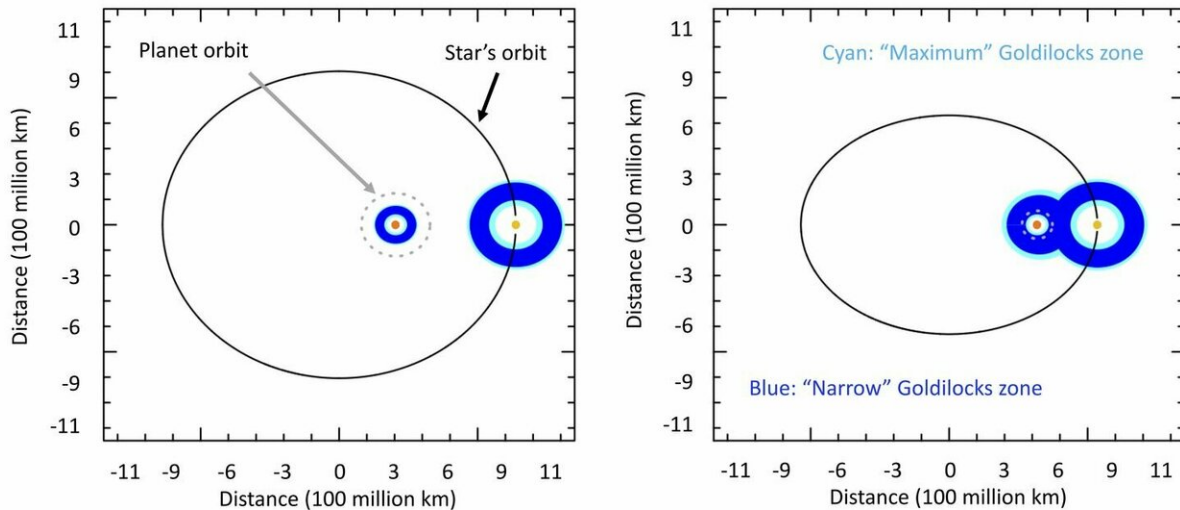 Planet orbit
Star's orbit
Distance (100 million km)
11
9
6
3
0
-3
-6
-9
-11
-11 -9 -6 -3 0 3 6 9 11
Distance (100 million km)
Cyan: “Maximum” Goldilocks zone
Blue: “Narrow” Goldilocks zone
Distance (100 million km)
11
9
6
3
0
-3
-6
-9
-11
-11 -9 -6 -3 0 3 6 9 11
Distance (100 million km)